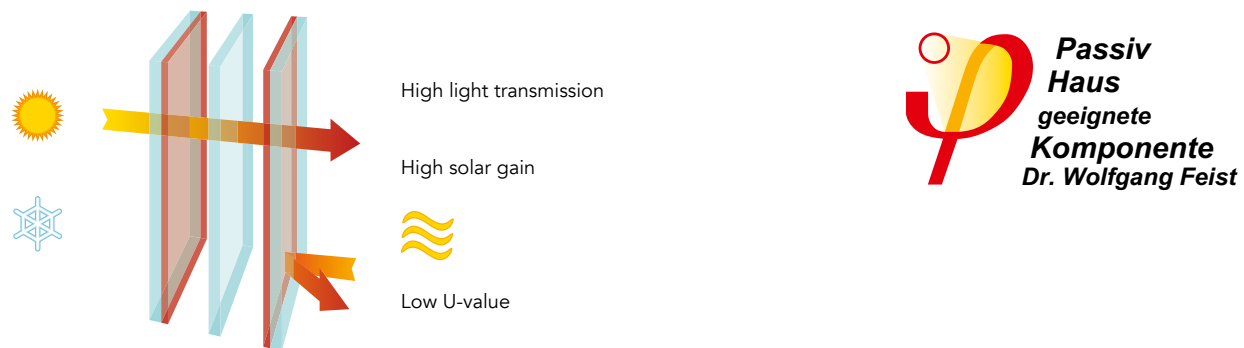 High light transmission
High solar gain
Low U-value
Passiv
Haus
geeignete
Komponente
Dr. Wolfgang Feist